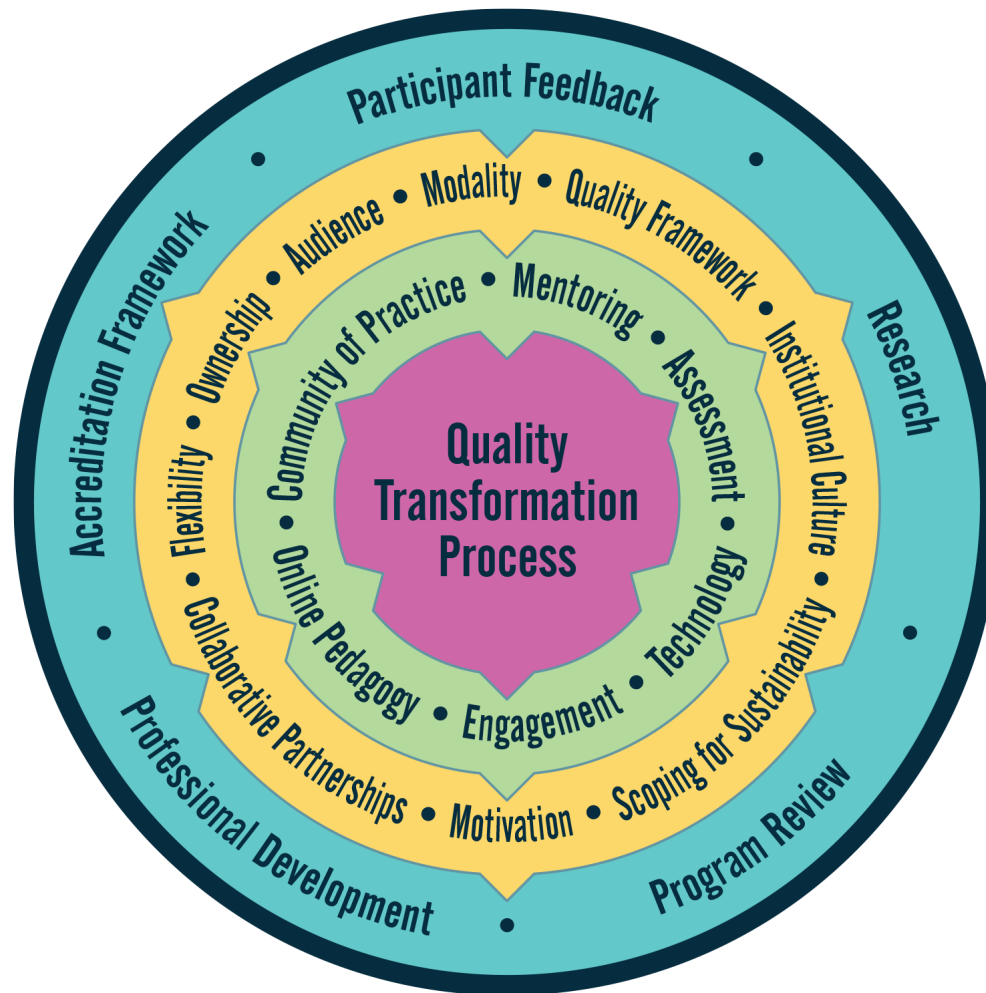 Participant Feedback
Research
Program Review
Professional Development
Accreditation Framework
Modality
Quality Framework
Institutional Culture
Scoping for Sustainability
Motivation
Collaborative Partnerships
Flexibility
Ownership
Audience
Mentoring
Assessment
Technology
Engagement
Online Pedagogy
Community of Practice
Quality
Transformation
Process